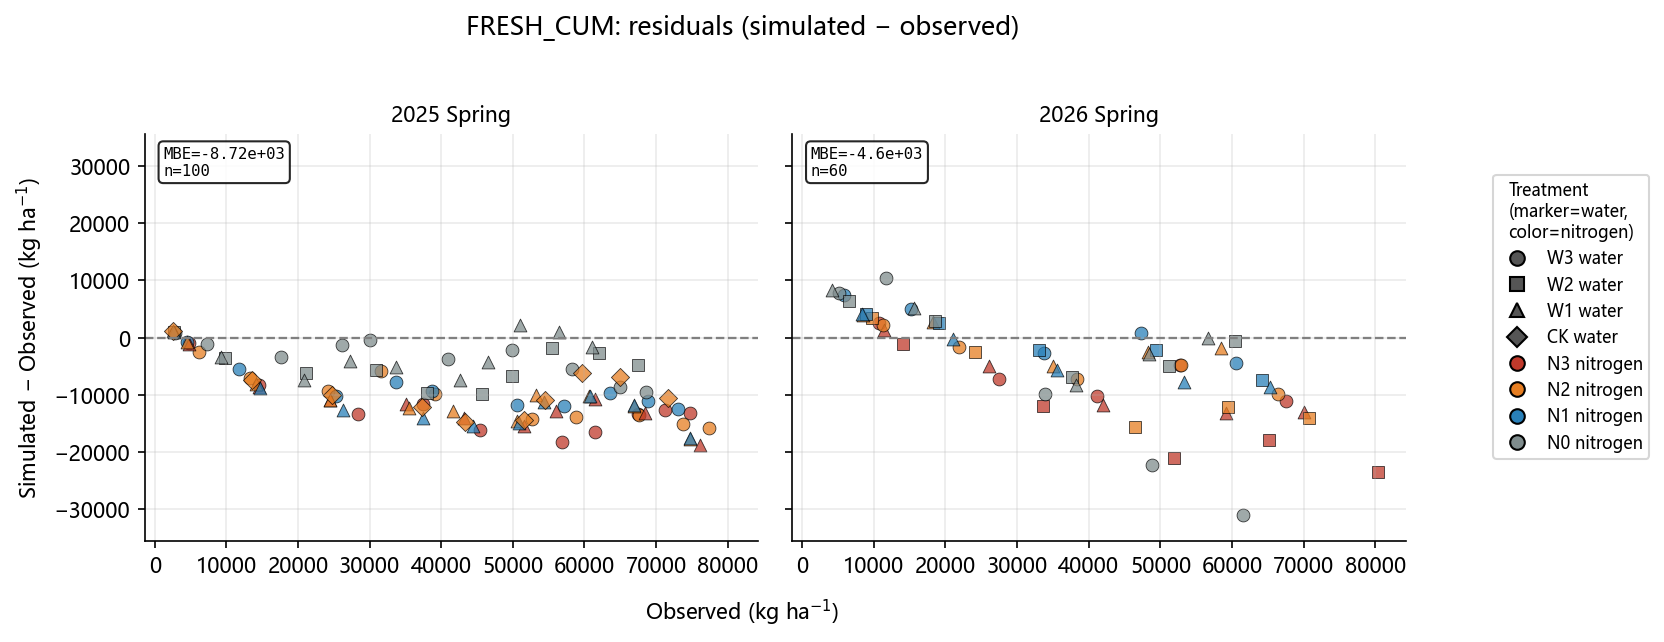 FRESH_CUM: residuals (simulated − observed)
2025 Spring
2026 Spring
MBE=-8.72e+03
n=100
MBE=-4.6e+03
n=60
30000
20000
10000
0
−10000
−20000
−30000
Simulated − Observed (kg ha⁻¹)
0 10000 20000 30000 40000 50000 60000 70000 80000
0 10000 20000 30000 40000 50000 60000 70000 80000
Observed (kg ha⁻¹)
Treatment
(marker=water,
color=nitrogen)
W3 water
W2 water
W1 water
CK water
N3 nitrogen
N2 nitrogen
N1 nitrogen
N0 nitrogen